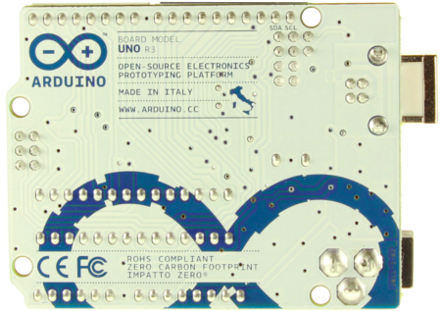 SDA SCL
BOARD MODEL
UNO R3
ARDUINO
TM
OPEN-SOURCE ELECTRONICS
PROTOTYPING PLATFORM
MADE IN ITALY
WWW.ARDUINO.CC
CE FC
ROHS COMPLIANT
ZERO CARBON FOOTPRINT
IMPATTO ZERO®